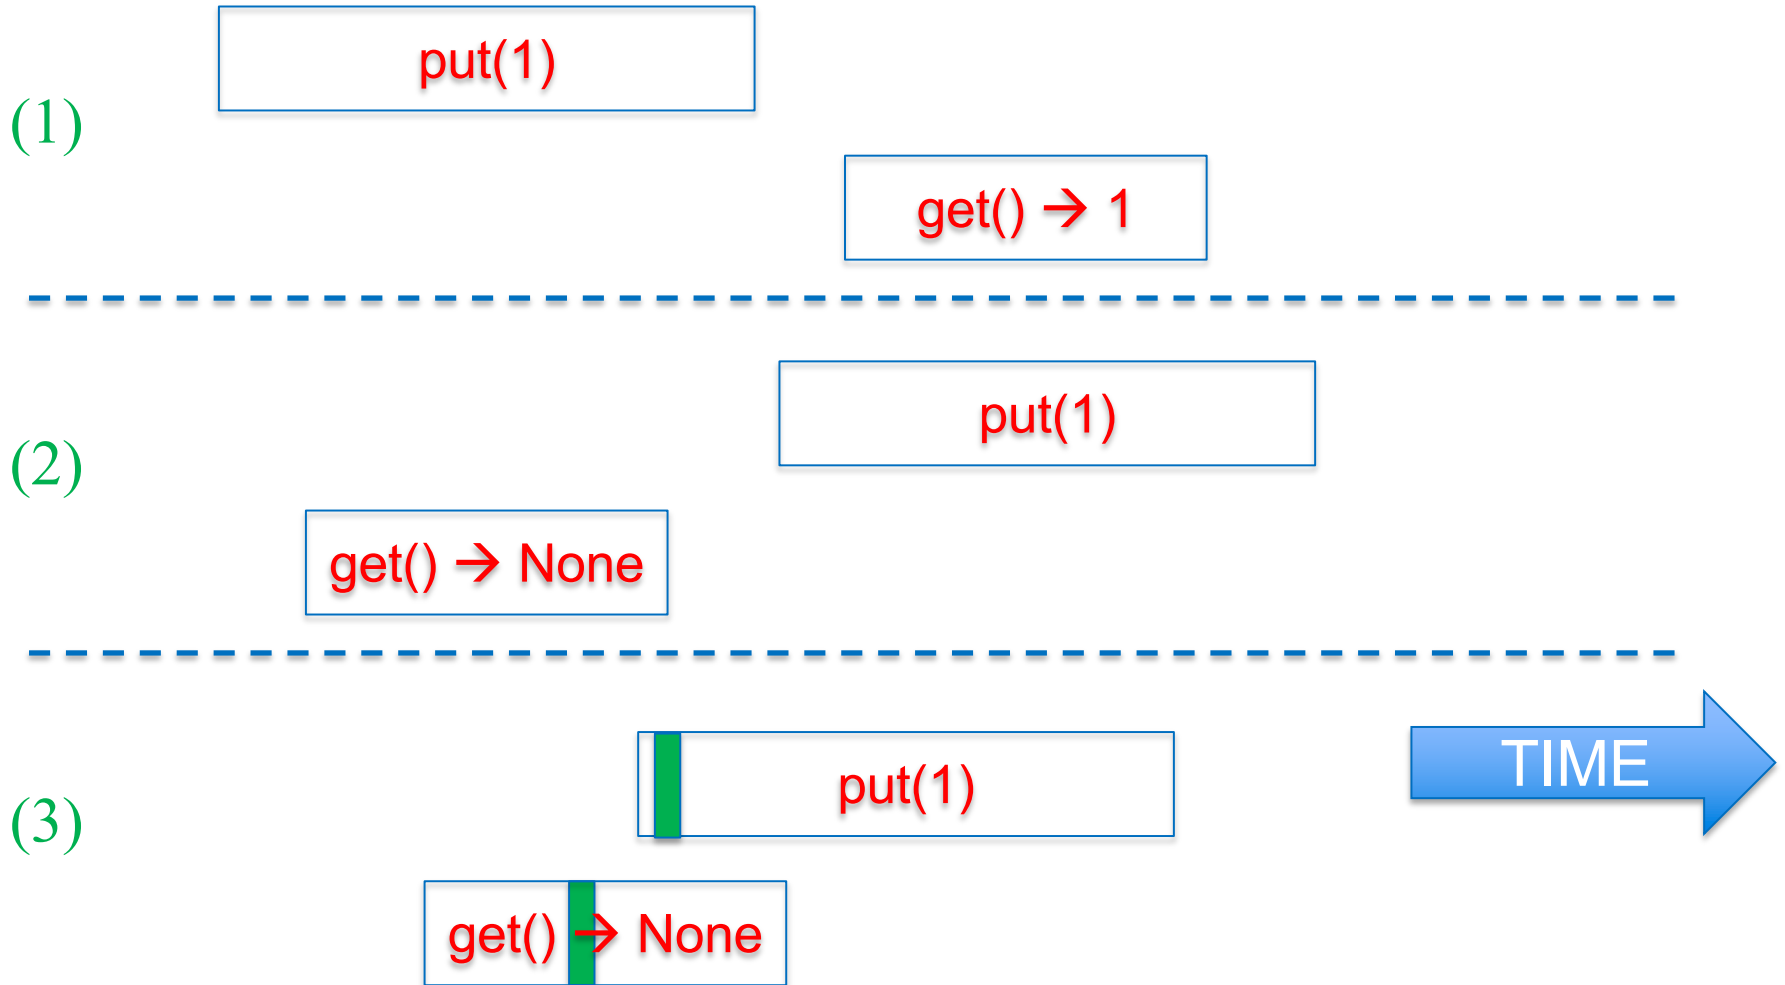 put(1)
(1)
get() → 1
put(1)
(2)
get() → None
put(1)
TIME
(3)
get() → None